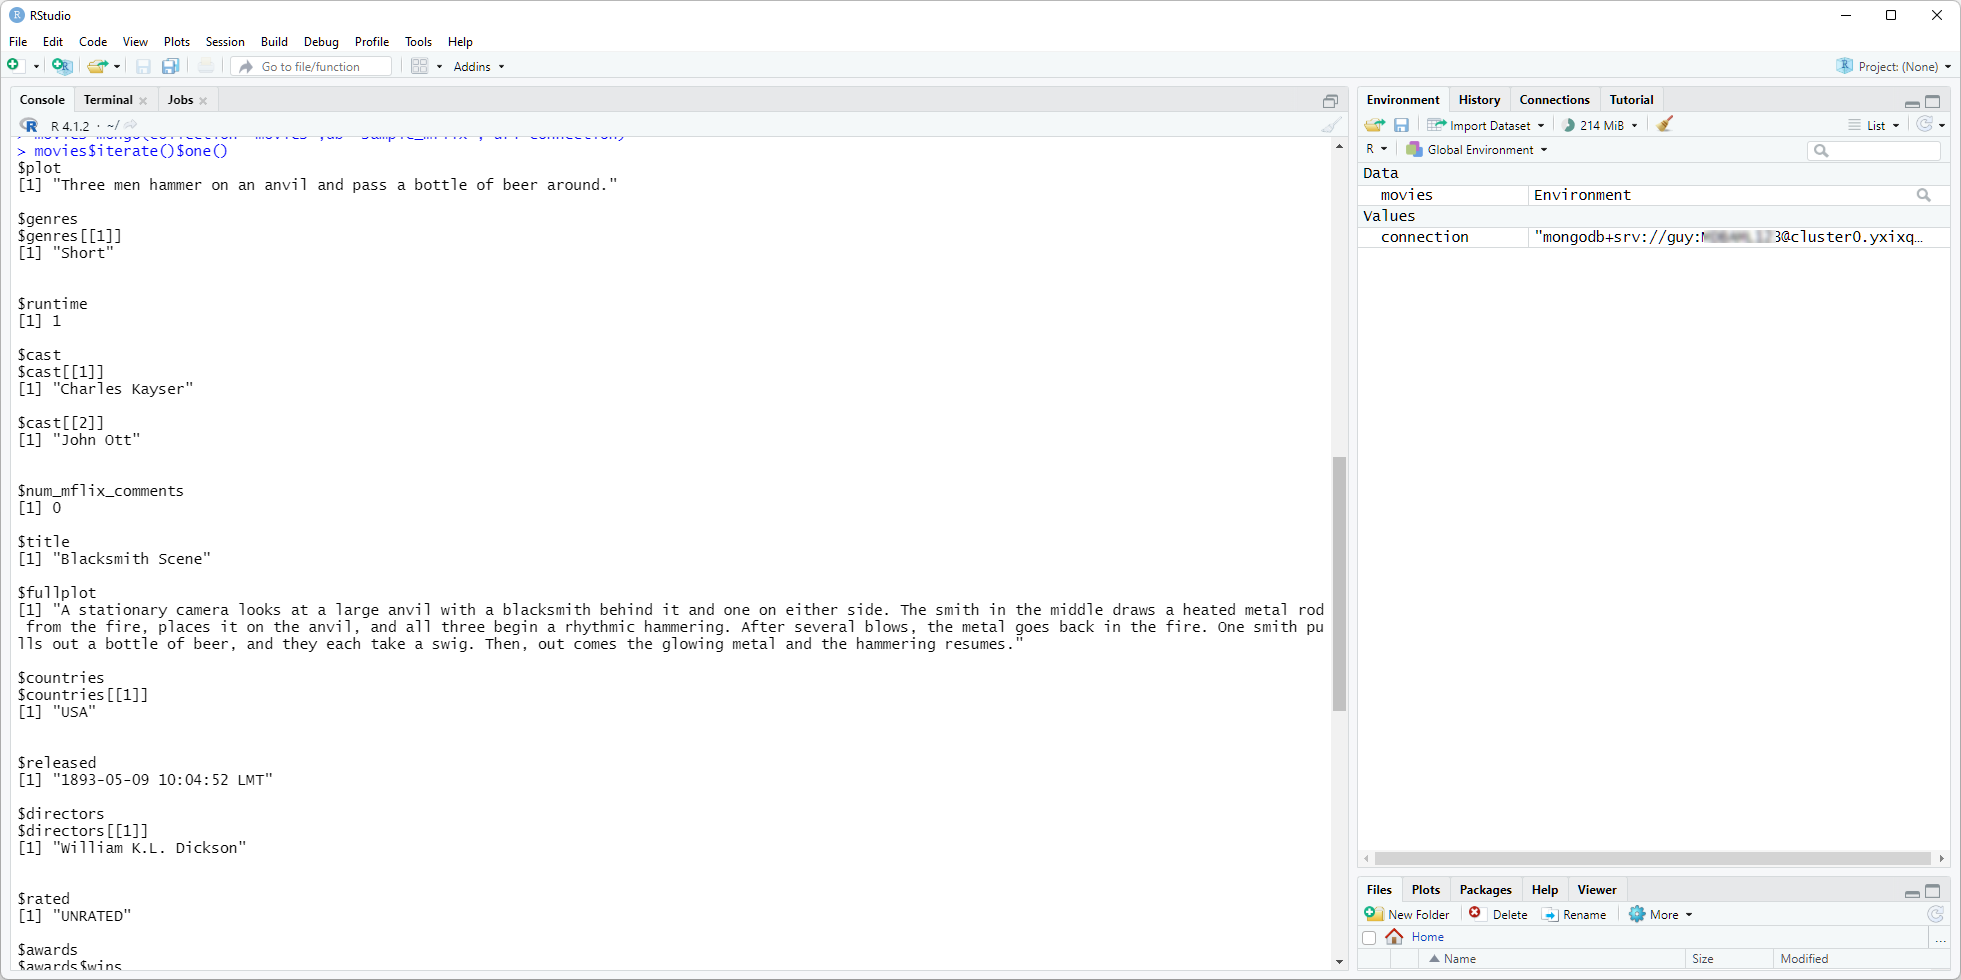 RStudio
File Edit Code View Plots Session Build Debug Profile Tools Help
Go to file/function Addins Project: (None)
Console Terminal Jobs
R 4.1.2 · ~/
> movies$iterate()$one()
$plot
[1] "Three men hammer on an anvil and pass a bottle of beer around."
$genres
$genres[[1]]
[1] "Short"
$runtime
[1] 1
$cast
$cast[[1]]
[1] "Charles Kayser"
$cast[[2]]
[1] "John Ott"
$num_mflix_comments
[1] 0
$title
[1] "Blacksmith Scene"
$fullplot
[1] "A stationary camera looks at a large anvil with a blacksmith behind it and one on either side. The smith in the middle draws a heated metal rod
from the fire, places it on the anvil, and all three begin a rhythmic hammering. After several blows, the metal goes back in the fire. One smith pu
lls out a bottle of beer, and they each take a swig. Then, out comes the glowing metal and the hammering resumes."
$countries
$countries[[1]]
[1] "USA"
$released
[1] "1893-05-09 10:04:52 LMT"
$directors
$directors[[1]]
[1] "William K.L. Dickson"
$rated
[1] "UNRATED"
$awards
$awards$wins
Environment History Connections Tutorial
Import Dataset 214 MiB List
R Global Environment
Data
movies Environment
Values
connection "mongodb+srv://guy: 3@cluster0.yxixq...
Files Plots Packages Help Viewer
New Folder Delete Rename More
Home ...
Name Size Modified